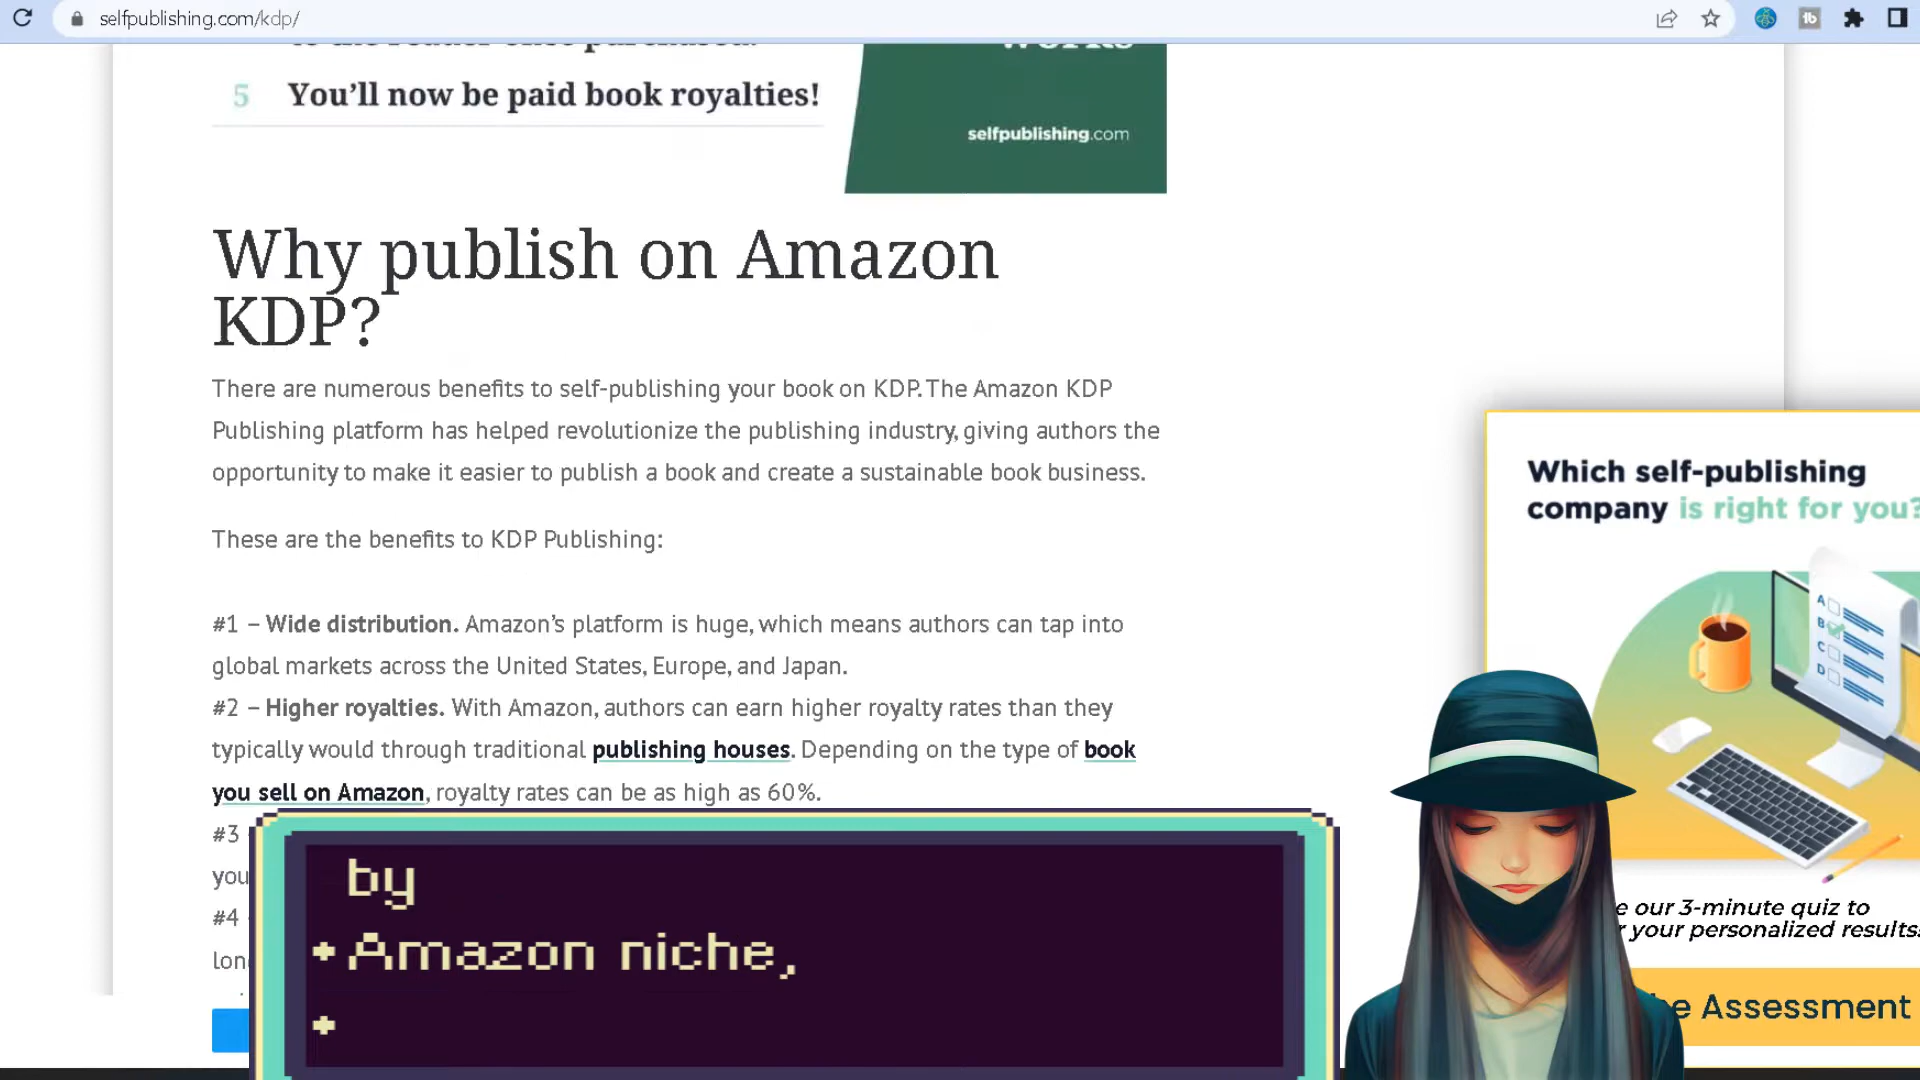 selfpublishing.com/kdp/
to the reader once purchased.
works
5 You'll now be paid book royalties!
selfpublishing.com
Why publish on Amazon
KDP?
There are numerous benefits to self-publishing your book on KDP. The Amazon KDP
Publishing platform has helped revolutionize the publishing industry, giving authors the
opportunity to make it easier to publish a book and create a sustainable book business.
These are the benefits to KDP Publishing:
#1 – Wide distribution. Amazon's platform is huge, which means authors can tap into
global markets across the United States, Europe, and Japan.
#2 – Higher royalties. With Amazon, authors can earn higher royalty rates than they
typically would through traditional publishing houses. Depending on the type of book
you sell on Amazon, royalty rates can be as high as 60%.
#3
you
#4
lon
Which self-publishing
company is right for you?
A
B
C
D
e our 3-minute quiz to
r your personalized results
e Assessment
by
Amazon niche,